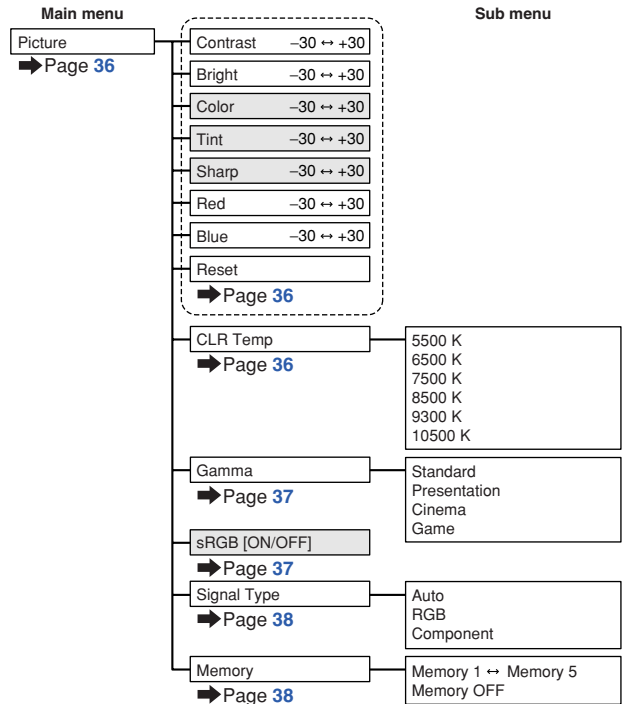 Main menu
Sub menu
Picture
Page 36
Contrast −30 ↔ +30
Bright −30 ↔ +30
Color −30 ↔ +30
Tint −30 ↔ +30
Sharp −30 ↔ +30
Red −30 ↔ +30
Blue −30 ↔ +30
Reset
Page 36
CLR Temp
Page 36
5500 K
6500 K
7500 K
8500 K
9300 K
10500 K
Gamma
Page 37
Standard
Presentation
Cinema
Game
sRGB [ON/OFF]
Page 37
Signal Type
Page 38
Auto
RGB
Component
Memory
Page 38
Memory 1 ↔ Memory 5
Memory OFF